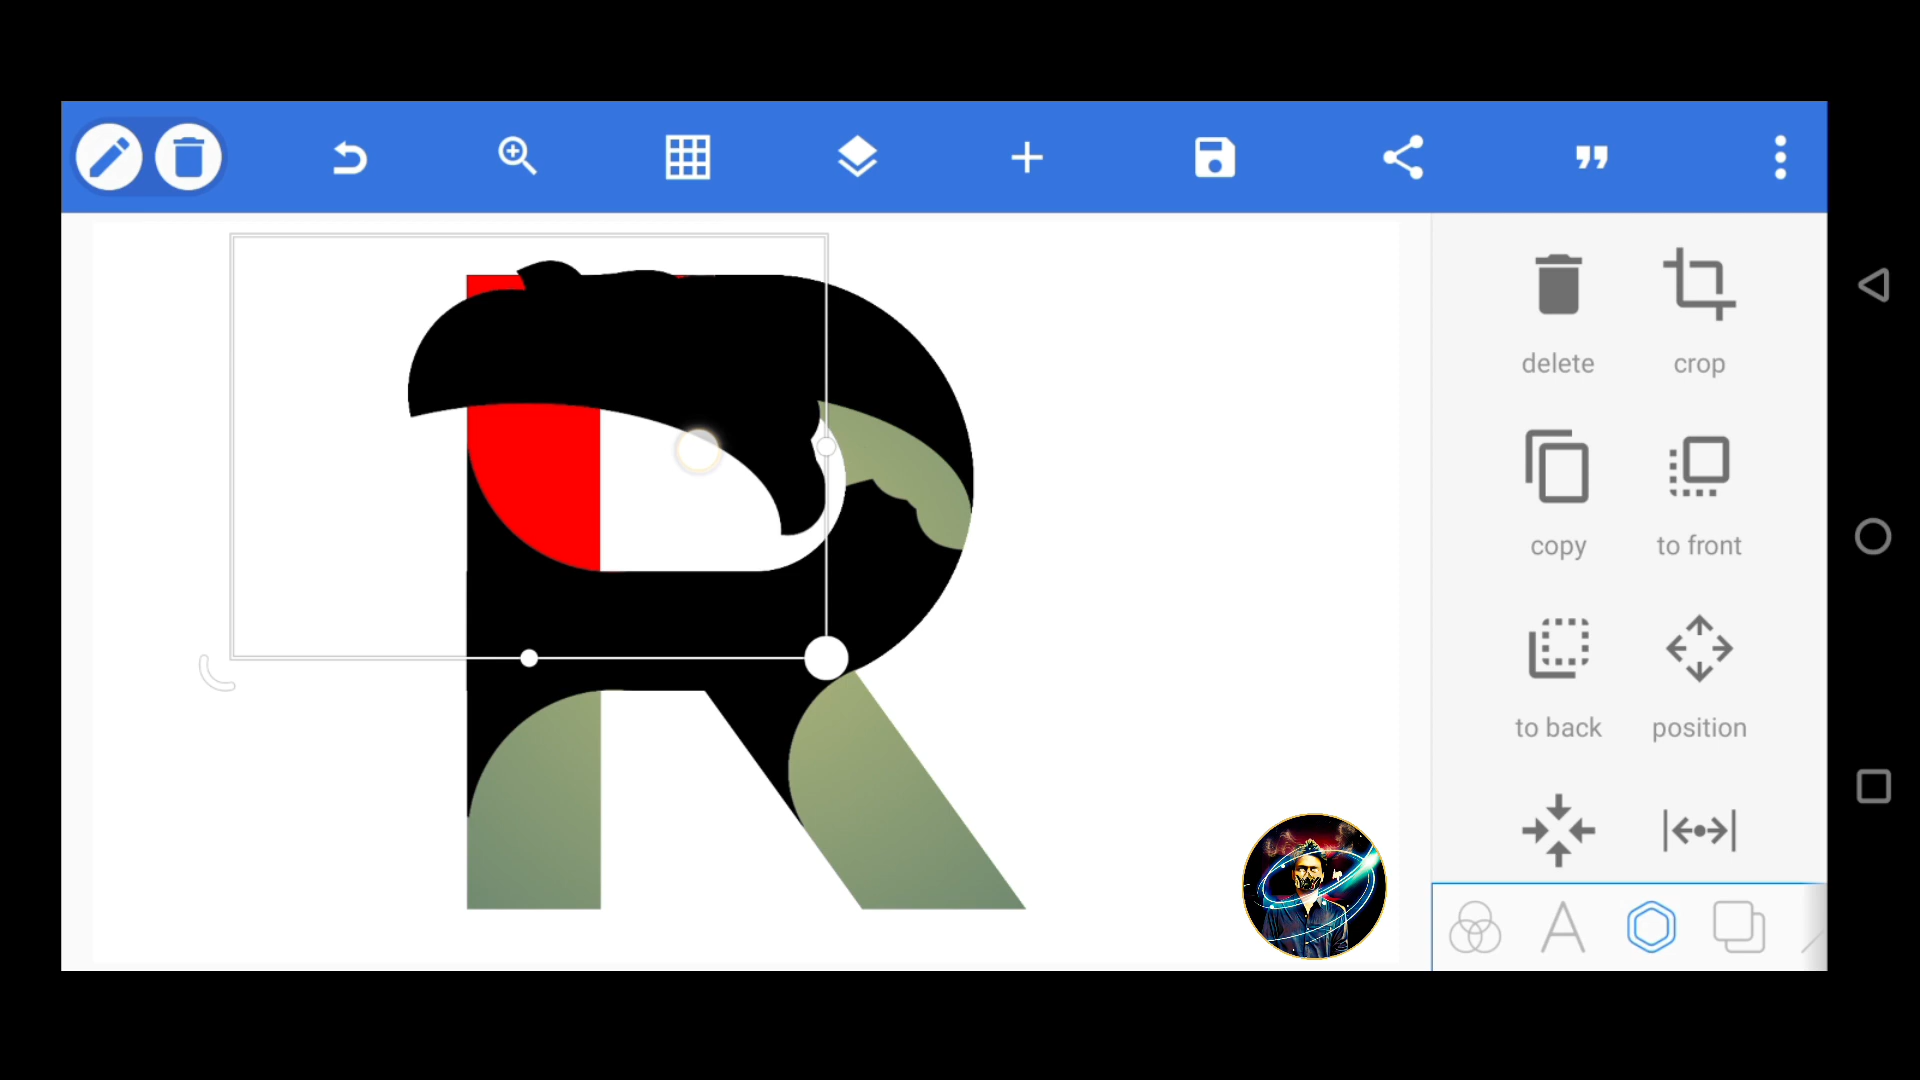 R
delete
crop
copy
to front
to back
position